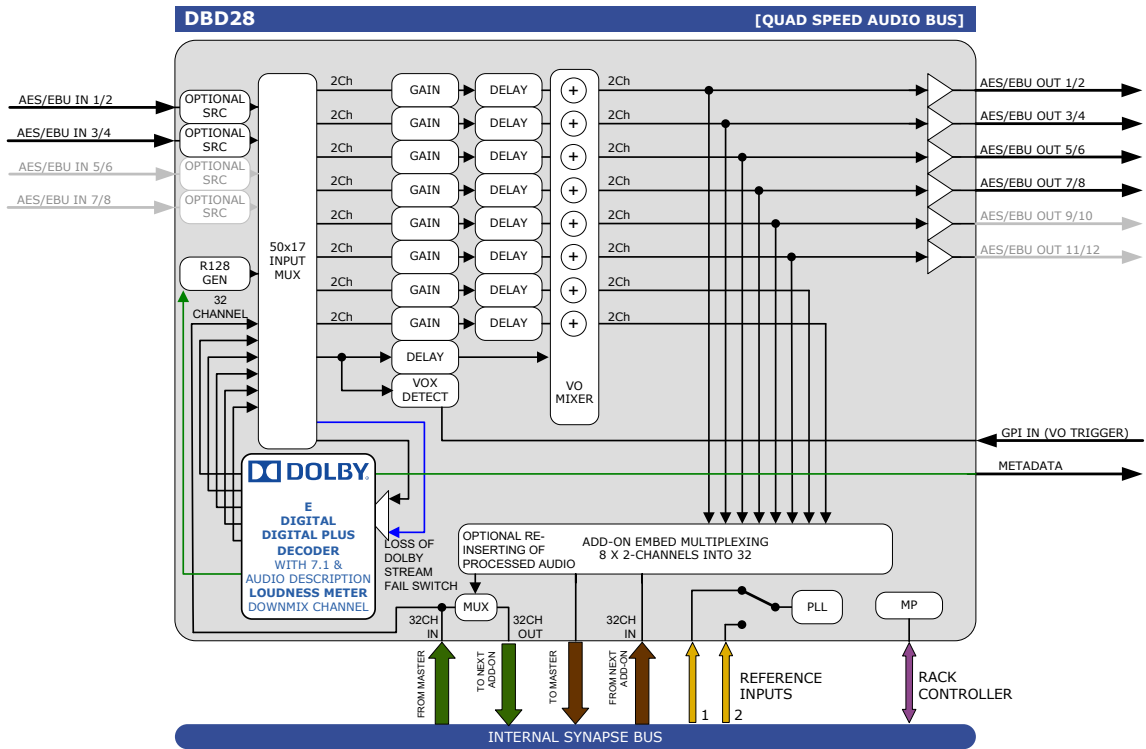 DBD28
[QUAD SPEED AUDIO BUS]
AES/EBU IN 1/2
AES/EBU IN 3/4
AES/EBU IN 5/6
AES/EBU IN 7/8
OPTIONAL
SRC
OPTIONAL
SRC
OPTIONAL
SRC
OPTIONAL
SRC
R128
GEN
32
CHANNEL
50x17
INPUT
MUX
2Ch
GAIN
DELAY
+
2Ch
2Ch
GAIN
DELAY
+
2Ch
2Ch
GAIN
DELAY
+
2Ch
2Ch
GAIN
DELAY
+
2Ch
2Ch
GAIN
DELAY
+
2Ch
2Ch
GAIN
DELAY
+
2Ch
2Ch
GAIN
DELAY
+
2Ch
2Ch
GAIN
DELAY
+
2Ch
DELAY
VOX
DETECT
VO
MIXER
AES/EBU OUT 1/2
AES/EBU OUT 3/4
AES/EBU OUT 5/6
AES/EBU OUT 7/8
AES/EBU OUT 9/10
AES/EBU OUT 11/12
GPI IN (VO TRIGGER)
METADATA
DOLBY®
E
DIGITAL
DIGITAL PLUS
DECODER
WITH 7.1 &
AUDIO DESCRIPTION
LOUDNESS METER
DOWNMIX CHANNEL
LOSS OF
DOLBY
STREAM
FAIL SWITCH
OPTIONAL RE-
INSERTING OF
PROCESSED AUDIO
ADD-ON EMBED MULTIPLEXING
8 X 2-CHANNELS INTO 32
MUX
PLL
MP
32CH
IN
32CH
OUT
32CH
IN
FROM MASTER
TO NEXT
ADD-ON
TO MASTER
FROM NEXT
ADD-ON
1
2
REFERENCE
INPUTS
RACK
CONTROLLER
INTERNAL SYNAPSE BUS